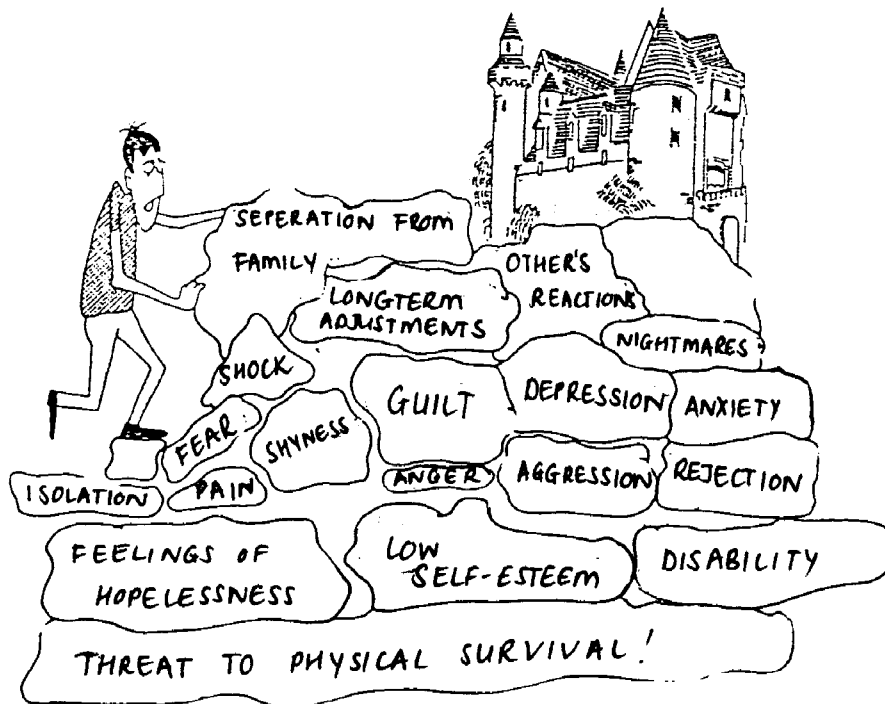 SEPERATION FROM
FAMILY
OTHER'S
REACTIONS
LONGTERM
ADJUSTMENTS
NIGHTMARES
SHOCK
GUILT
DEPRESSION
ANXIETY
FEAR
SHYNESS
ISOLATION
PAIN
ANGER
AGGRESSION
REJECTION
FEELINGS OF
HOPELESSNESS
LOW
SELF-ESTEEM
DISABILITY
THREAT TO PHYSICAL SURVIVAL!